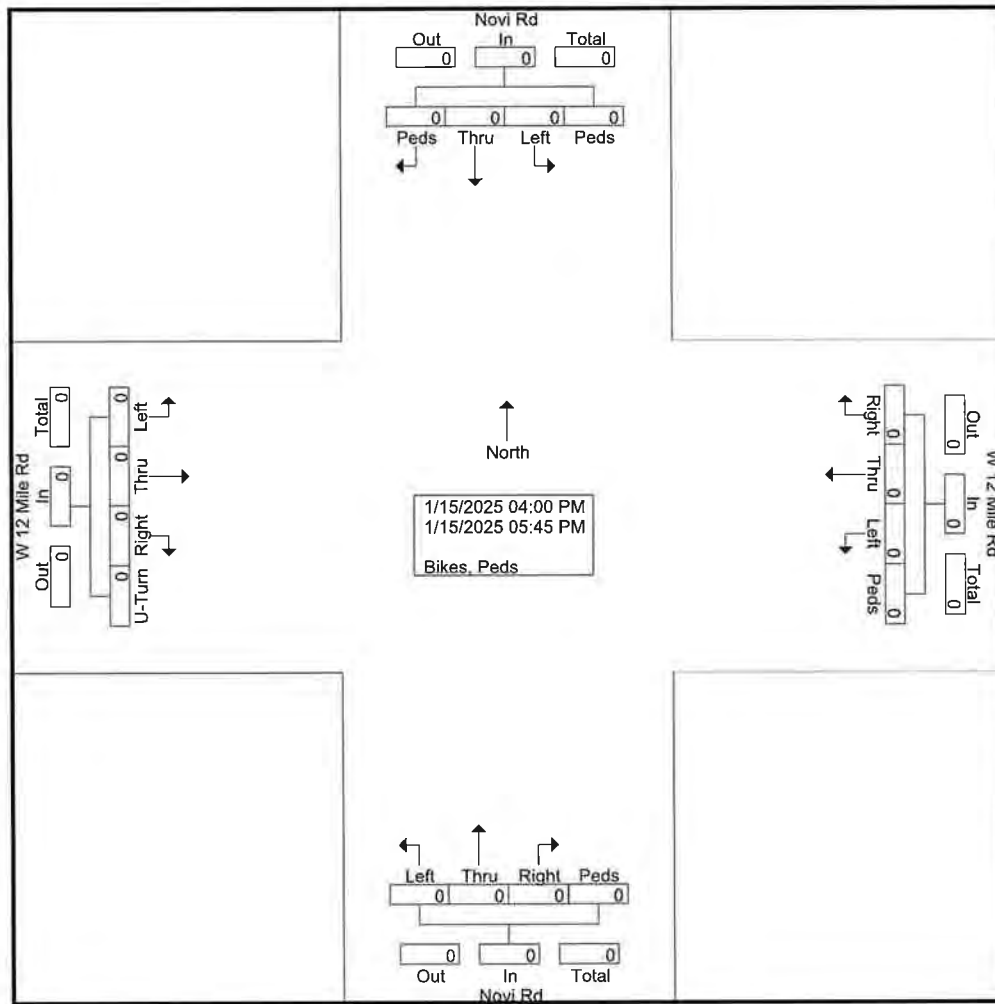 Novi Rd
Out In Total
0 0 0
0 0 0 0
Peds Thru Left Peds
W 12 Mile Rd
Total In Out
0 0 0
0 0 0 0
Left Thru Right U-Turn
North
1/15/2025 04:00 PM
1/15/2025 05:45 PM
Bikes, Peds
Right Thru Left Peds
0 0 0 0
Out In Total
0 0 0
W 12 Mile Rd
Left Thru Right Peds
0 0 0 0
0 0 0
Out In Total
Novi Rd